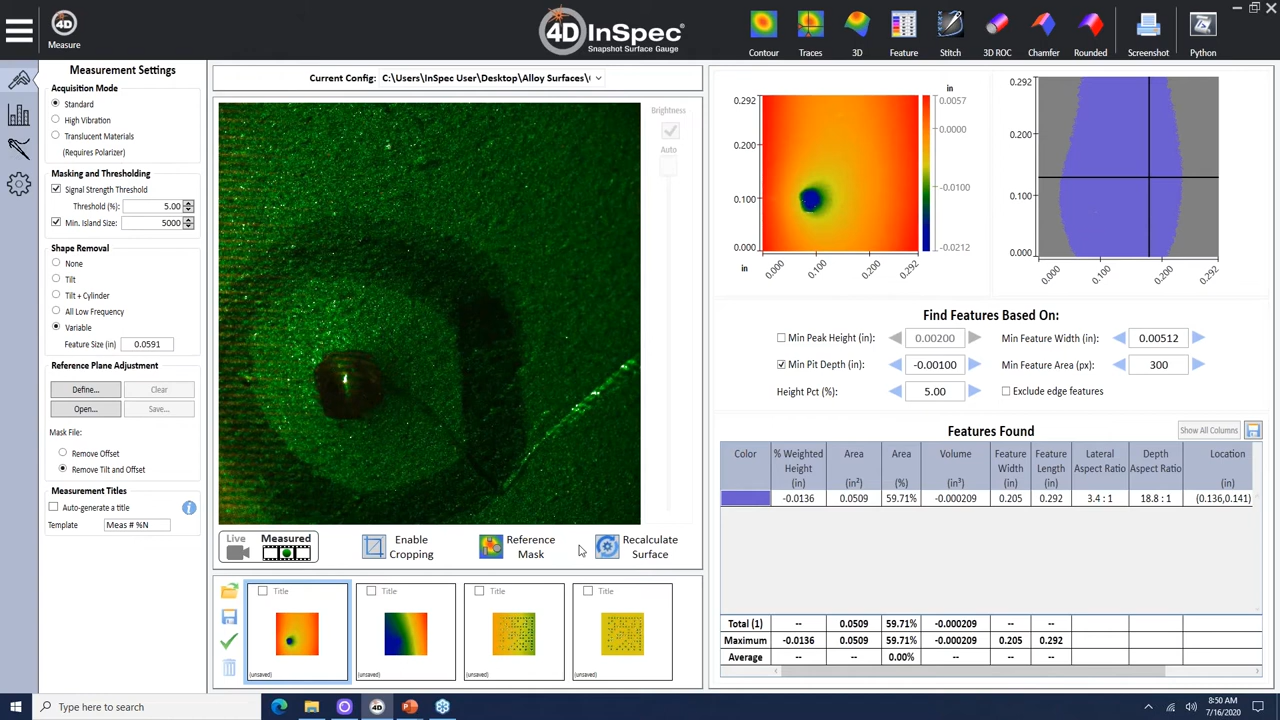 4D
Measure
4D InSpec®
Snapshot Surface Gauge
Contour
Traces
3D
Feature
Stitch
3D ROC
Chamfer
Rounded
Screenshot
Python
Measurement Settings
Acquisition Mode
Standard
High Vibration
Translucent Materials
(Requires Polarizer)
Masking and Thresholding
Signal Strength Threshold
Threshold (%): 5.00
Min. Island Size: 5000
Shape Removal
None
Tilt
Tilt + Cylinder
All Low Frequency
Variable
Feature Size (in) 0.0591
Reference Plane Adjustment
Define... Clear
Open... Save...
Mask File:
Remove Offset
Remove Tilt and Offset
Measurement Titles
Auto-generate a title
Template Meas # %N
Current Config: C:\Users\InSpec User\Desktop\Alloy Surfaces\
Brightness
Auto
Live
Measured
Enable
Cropping
Reference
Mask
Recalculate
Surface
Title
(unsaved)
Title
(unsaved)
Title
(unsaved)
Title
(unsaved)
0.292
0.200
0.100
0.000
in
0.000 0.100 0.200 0.292
in
0.0057
0.0000
-0.0100
-0.0212
0.292
0.200
0.100
0.000
0.000 0.100 0.200 0.292
Find Features Based On:
Min Peak Height (in): 0.00200 Min Feature Width (in): 0.00512
Min Pit Depth (in): -0.00100 Min Feature Area (px): 300
Height Pct (%): 5.00 Exclude edge features
Features Found
Show All Columns
Color % Weighted Height (in) Area (in²) Area (%) Volume (in³) Feature Width (in) Feature Length (in) Lateral Aspect Ratio Depth Aspect Ratio Location (in)
-0.0136 0.0509 59.71% -0.000209 0.205 0.292 3.4 : 1 18.8 : 1 (0.136,0.141)
Total (1) -- 0.0509 59.71% -0.000209 -- --
Maximum -0.0136 0.0509 59.71% -0.000209 0.205 0.292
Average -- -- 0.00% -- -- --
Type here to search
8:50 AM
7/16/2020